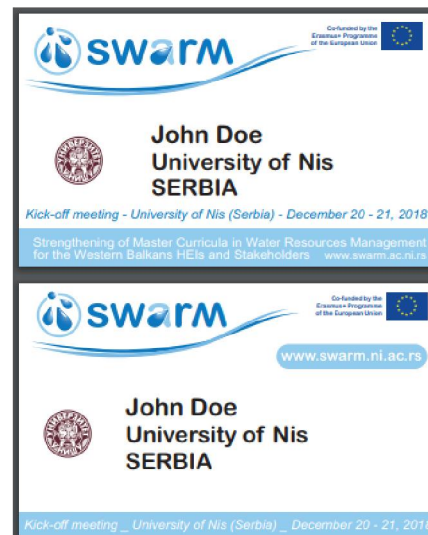 swarm
Co-funded by the
Erasmus+ Programme
of the European Union
John Doe
University of Nis
SERBIA
Kick-off meeting - University of Nis (Serbia) - December 20 - 21, 2018
Strengthening of Master Curricula in Water Resources Management
for the Western Balkans HEIs and Stakeholders www.swarm.ac.ni.rs
swarm
Co-funded by the
Erasmus+ Programme
of the European Union
www.swarm.ni.ac.rs
John Doe
University of Nis
SERBIA
Kick-off meeting _ University of Nis (Serbia) _ December 20 - 21, 2018